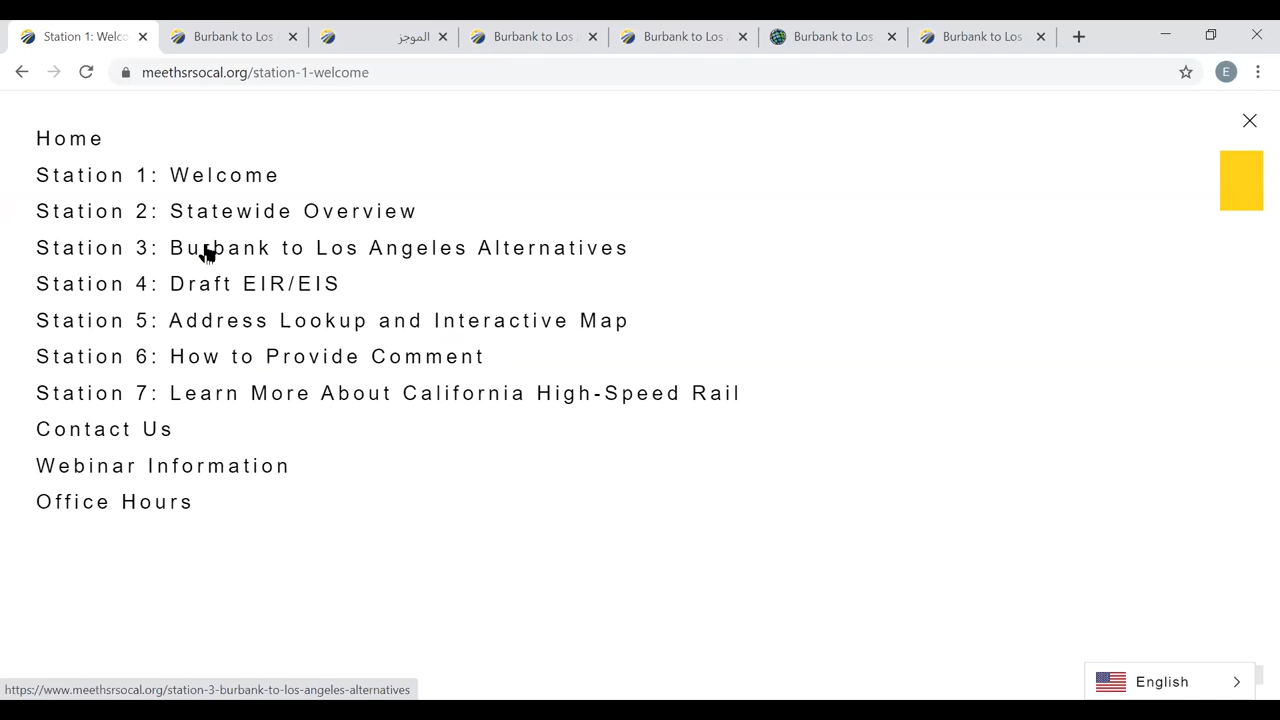 Station 1: Welco
Burbank to Los
الموجز
Burbank to Los
Burbank to Los
Burbank to Los
Burbank to Los
meethsrsocal.org/station-1-welcome
E
Home
Station 1: Welcome
Station 2: Statewide Overview
Station 3: Burbank to Los Angeles Alternatives
Station 4: Draft EIR/EIS
Station 5: Address Lookup and Interactive Map
Station 6: How to Provide Comment
Station 7: Learn More About California High-Speed Rail
Contact Us
Webinar Information
Office Hours
English
https://www.meethsrsocal.org/station-3-burbank-to-los-angeles-alternatives